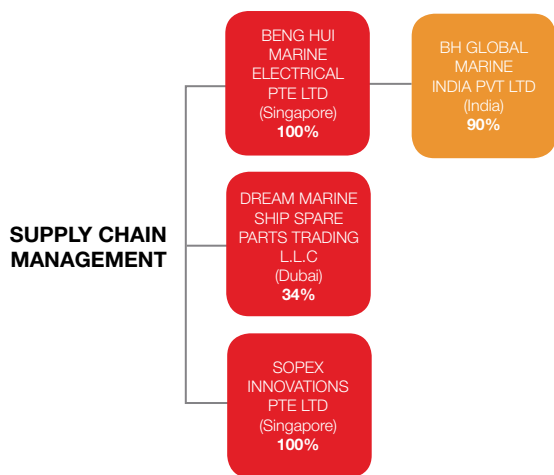 SUPPLY CHAIN
MANAGEMENT
BENG HUI
MARINE
ELECTRICAL
PTE LTD
(Singapore)
100%
BH GLOBAL
MARINE
INDIA PVT LTD
(India)
90%
DREAM MARINE
SHIP SPARE
PARTS TRADING
L.L.C
(Dubai)
34%
SOPEX
INNOVATIONS
PTE LTD
(Singapore)
100%